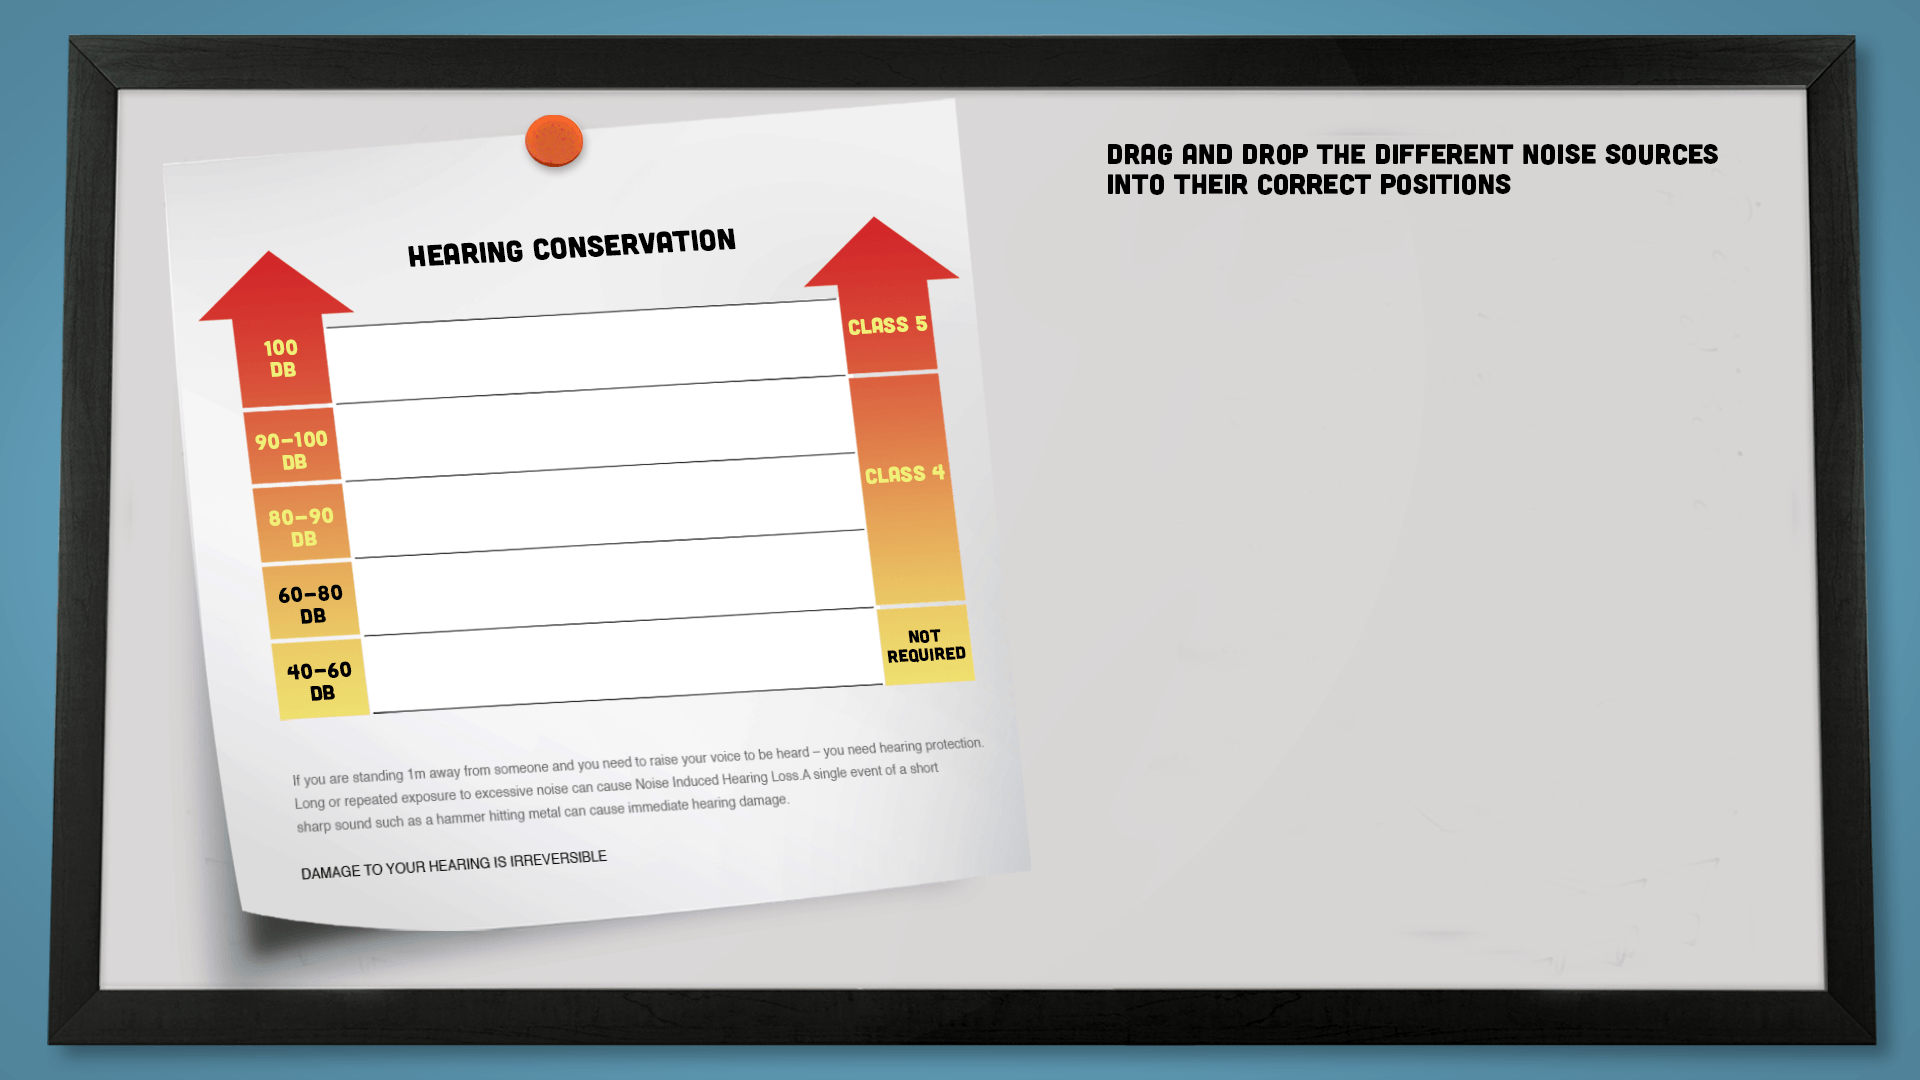 DRAG AND DROP THE DIFFERENT NOISE SOURCES
INTO THEIR CORRECT POSITIONS
HEARING CONSERVATION
100
DB
CLASS 5
90-100
DB
CLASS 4
80-90
DB
60-80
DB
40-60
DB
NOT
REQUIRED
If you are standing 1m away from someone and you need to raise your voice to be heard – you need hearing protection.
Long or repeated exposure to excessive noise can cause Noise Induced Hearing Loss.A single event of a short
sharp sound such as a hammer hitting metal can cause immediate hearing damage.
DAMAGE TO YOUR HEARING IS IRREVERSIBLE